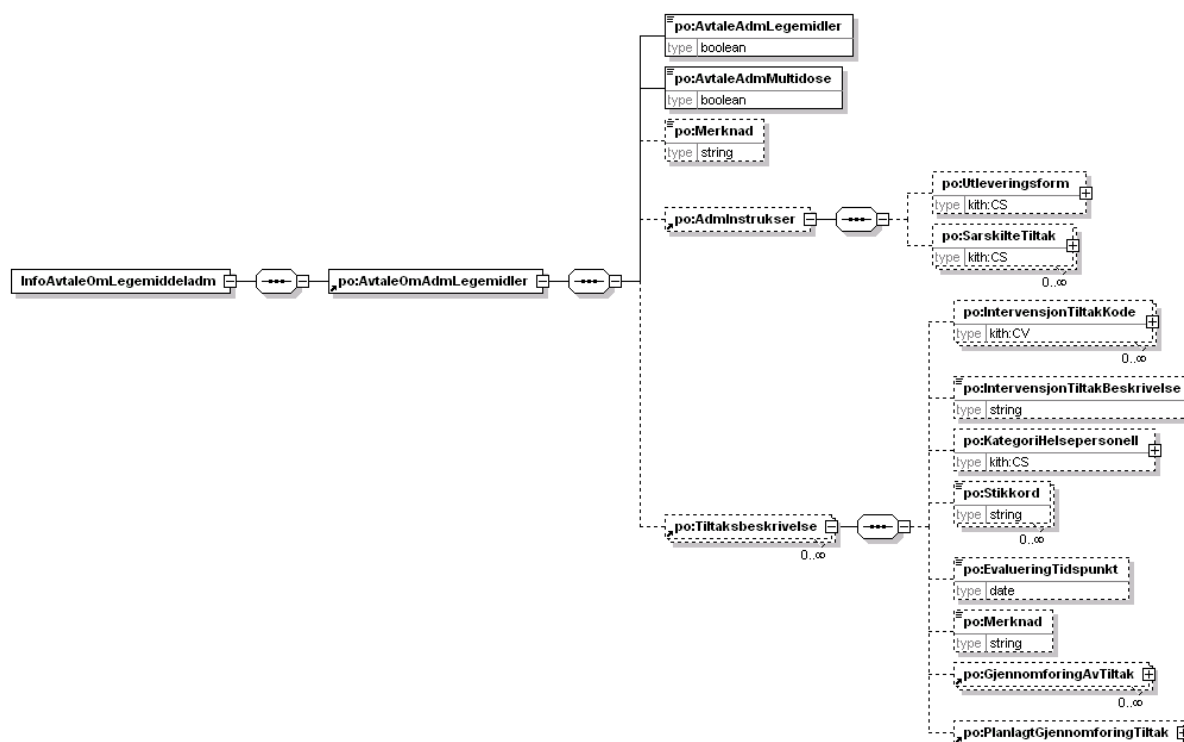 po:AvtaleAdmLegemidler
type boolean
po:AvtaleAdmMultidose
type boolean
po:Merknad
type string
po:Utleveringsform
type kith:CS
po:AdmInstrukser
po:SarskilteTiltak
type kith:CS
0..∞
InfoAvtaleOmLegemiddeladm
po:AvtaleOmAdmLegemidler
po:IntervensjonTiltakKode
type kith:CV
0..∞
po:IntervensjonTiltakBeskrivelse
type string
po:KategoriHelsepersonell
type kith:CS
po:Stikkord
type string
0..∞
po:Tiltaksbeskrivelse
0..∞
po:EvalueringTidspunkt
type date
po:Merknad
type string
po:GjennomforingAvTiltak
0..∞
po:PlanlagtGjennomforingTiltak